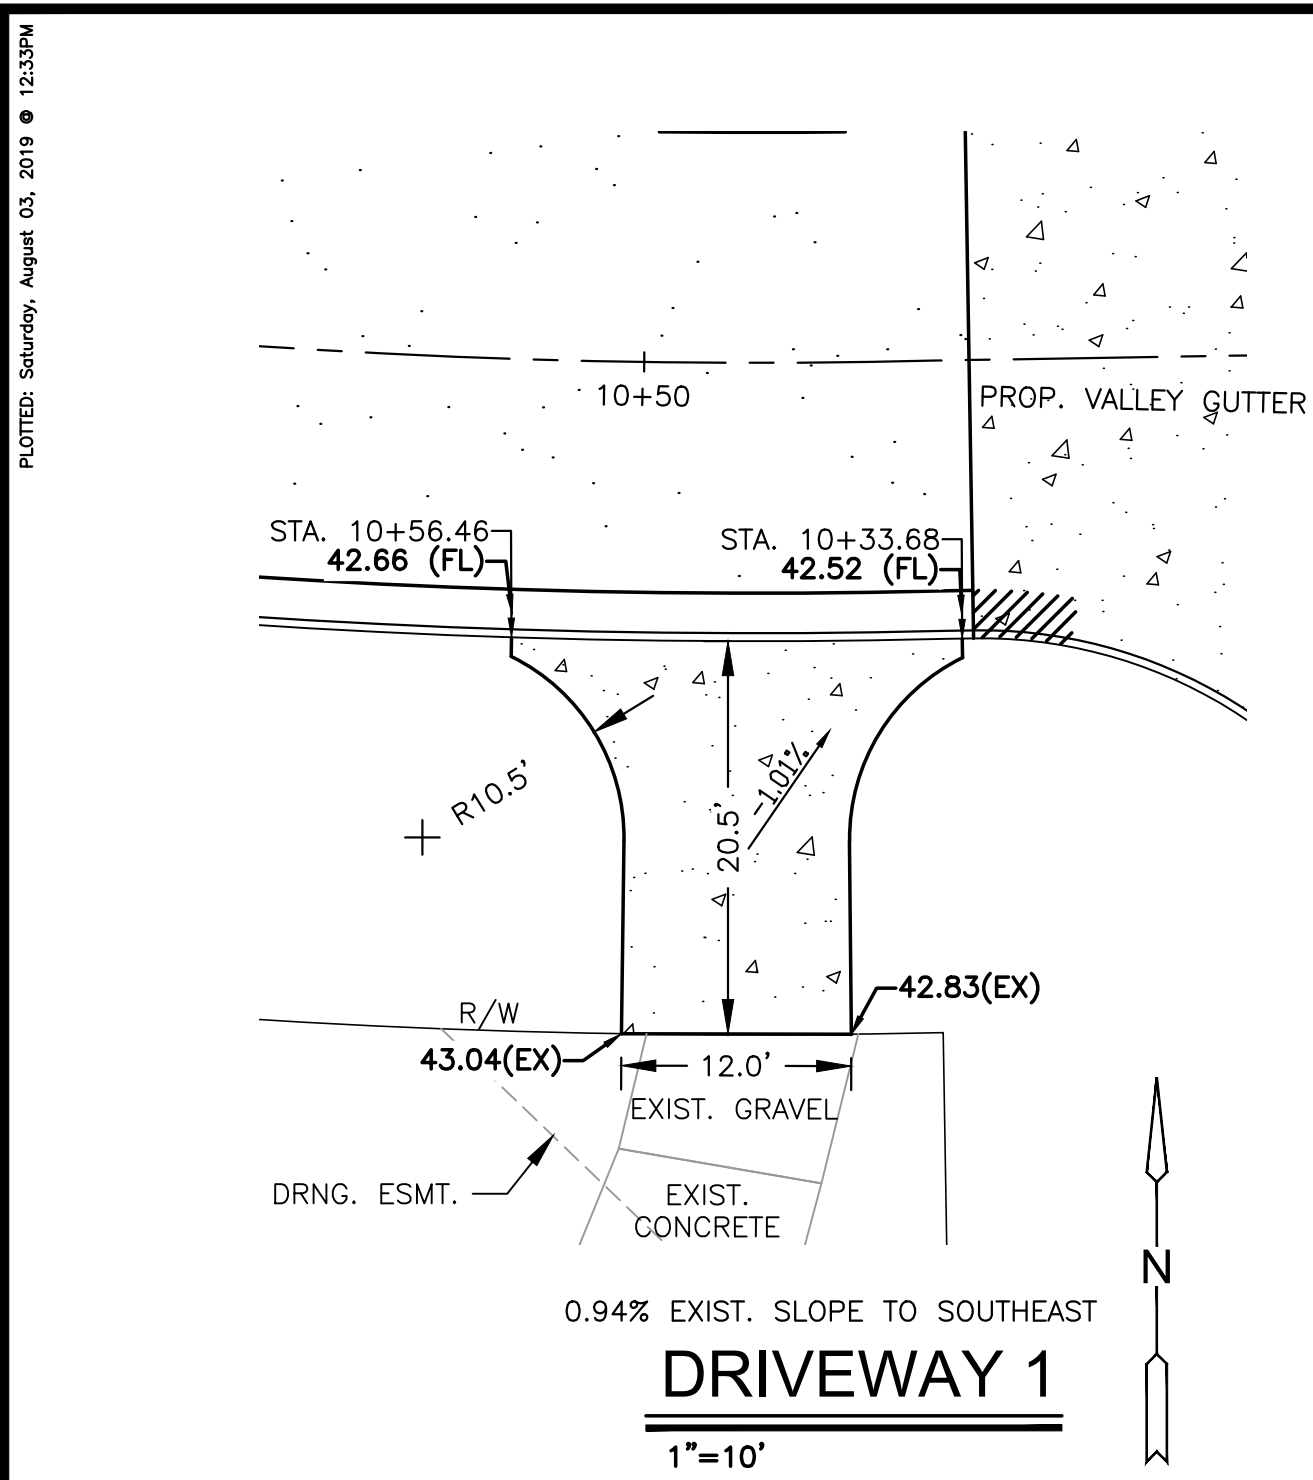 PLOTTED: Saturday, August 03, 2019 @ 12:33PM
10+50
PROP. VALLEY GUTTER
STA. 10+56.46
42.66 (FL)
STA. 10+33.68
42.52 (FL)
R10.5'
20.5'
-1.01%
R/W
43.04(EX)
42.83(EX)
12.0'
EXIST. GRAVEL
DRNG. ESMT.
EXIST.
CONCRETE
N
0.94% EXIST. SLOPE TO SOUTHEAST
DRIVEWAY 1
1"=10'